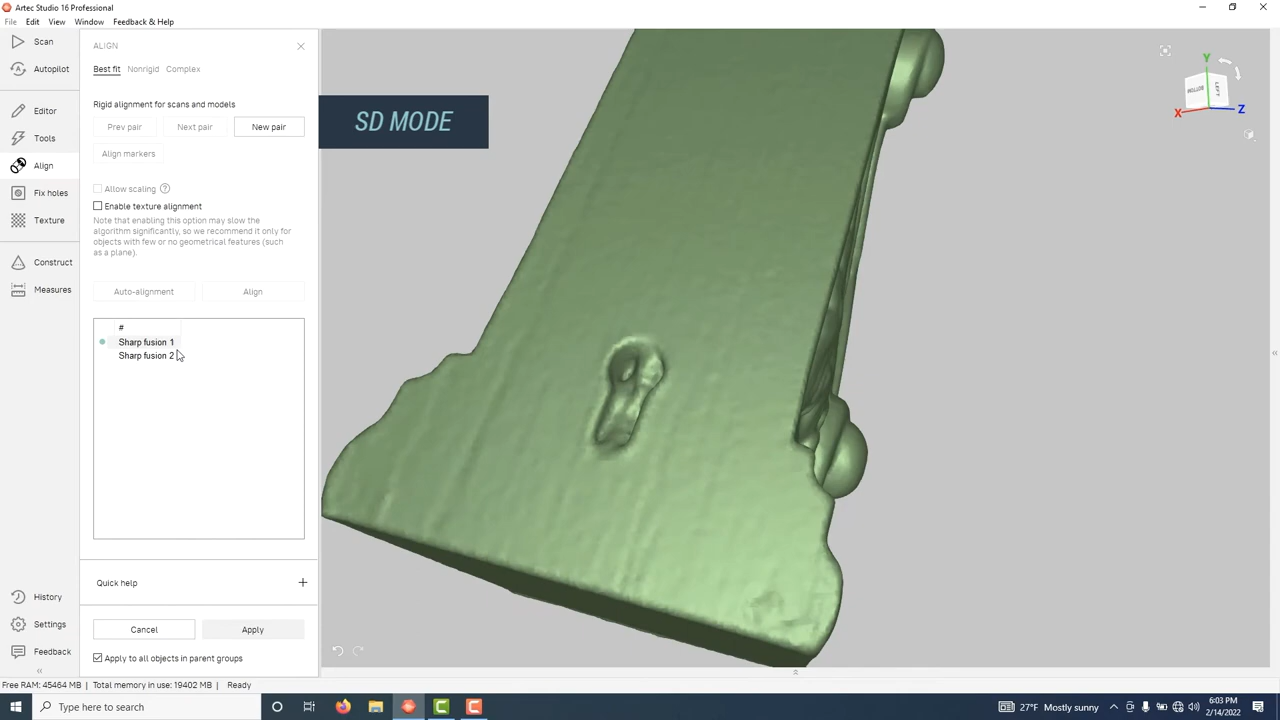 Artec Studio 16 Professional
File Edit View Window Feedback & Help
Scan
Autopilot
Editor
Tools
Align
Fix holes
Texture
Construct
Measures
History
Settings
Feedback
ALIGN
Best fit Nonrigid Complex
Rigid alignment for scans and models
Prev pair Next pair New pair
Align markers
Allow scaling ?
Enable texture alignment
Note that enabling this option may slow the
algorithm significantly, so we recommend it only for
objects with few or no geometrical features (such
as a plane).
Auto-alignment Align
#
Sharp fusion 1
Sharp fusion 2
Quick help
Cancel Apply
Apply to all objects in parent groups
SD MODE
Y
BOTTOM LEFT
X Z
Free RAM: 45464 MB | Total memory in use: 19402 MB | Ready
Type here to search
27°F Mostly sunny
6:03 PM
2/14/2022